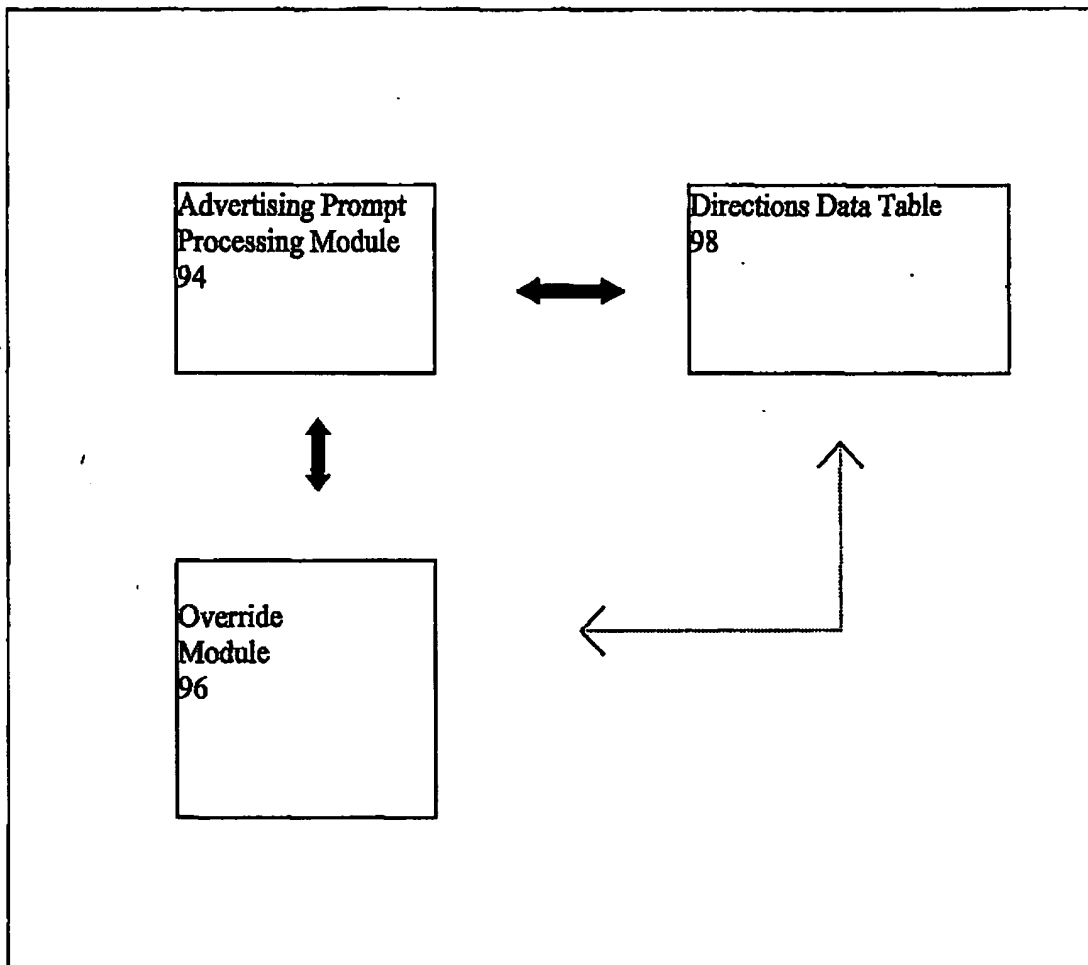 Advertising Prompt
Processing Module
94
Directions Data Table
98
Override
Module
96